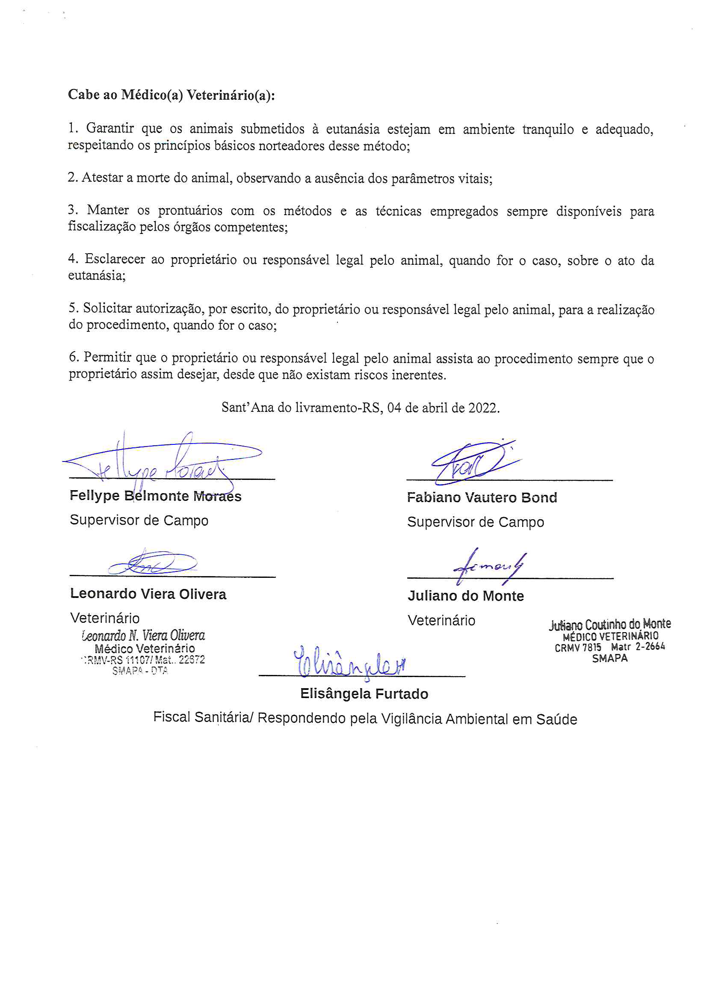 Cabe ao Médico(a) Veterinário(a):
1. Garantir que os animais submetidos à eutanásia estejam em ambiente tranquilo e adequado,
respeitando os princípios básicos norteadores desse método;
2. Atestar a morte do animal, observando a ausência dos parâmetros vitais;
3. Manter os prontuários com os métodos e as técnicas empregados sempre disponíveis para
fiscalização pelos órgãos competentes;
4. Esclarecer ao proprietário ou responsável legal pelo animal, quando for o caso, sobre o ato da
eutanásia;
5. Solicitar autorização, por escrito, do proprietário ou responsável legal pelo animal, para a realização
do procedimento, quando for o caso;
6. Permitir que o proprietário ou responsável legal pelo animal assista ao procedimento sempre que o
proprietário assim desejar, desde que não existam riscos inerentes.
Sant'Ana do livramento-RS, 04 de abril de 2022.
Fellype Moraes
Fellype Belmonte Moraes
Supervisor de Campo
Fabiano Vautero Bond
Supervisor de Campo
Leonardo Viera Olivera
Veterinário
Leonardo N. Viera Olivera
Médico Veterinário
CRMV-RS 11107/ Mat.. 22672
SMAPA - DTA
Juliano do Monte
Veterinário
Juliano Coutinho do Monte
MÉDICO VETERINÁRIO
CRMV 7815 Matr 2-2664
SMAPA
Elisângela
Elisângela Furtado
Fiscal Sanitária/ Respondendo pela Vigilância Ambiental em Saúde